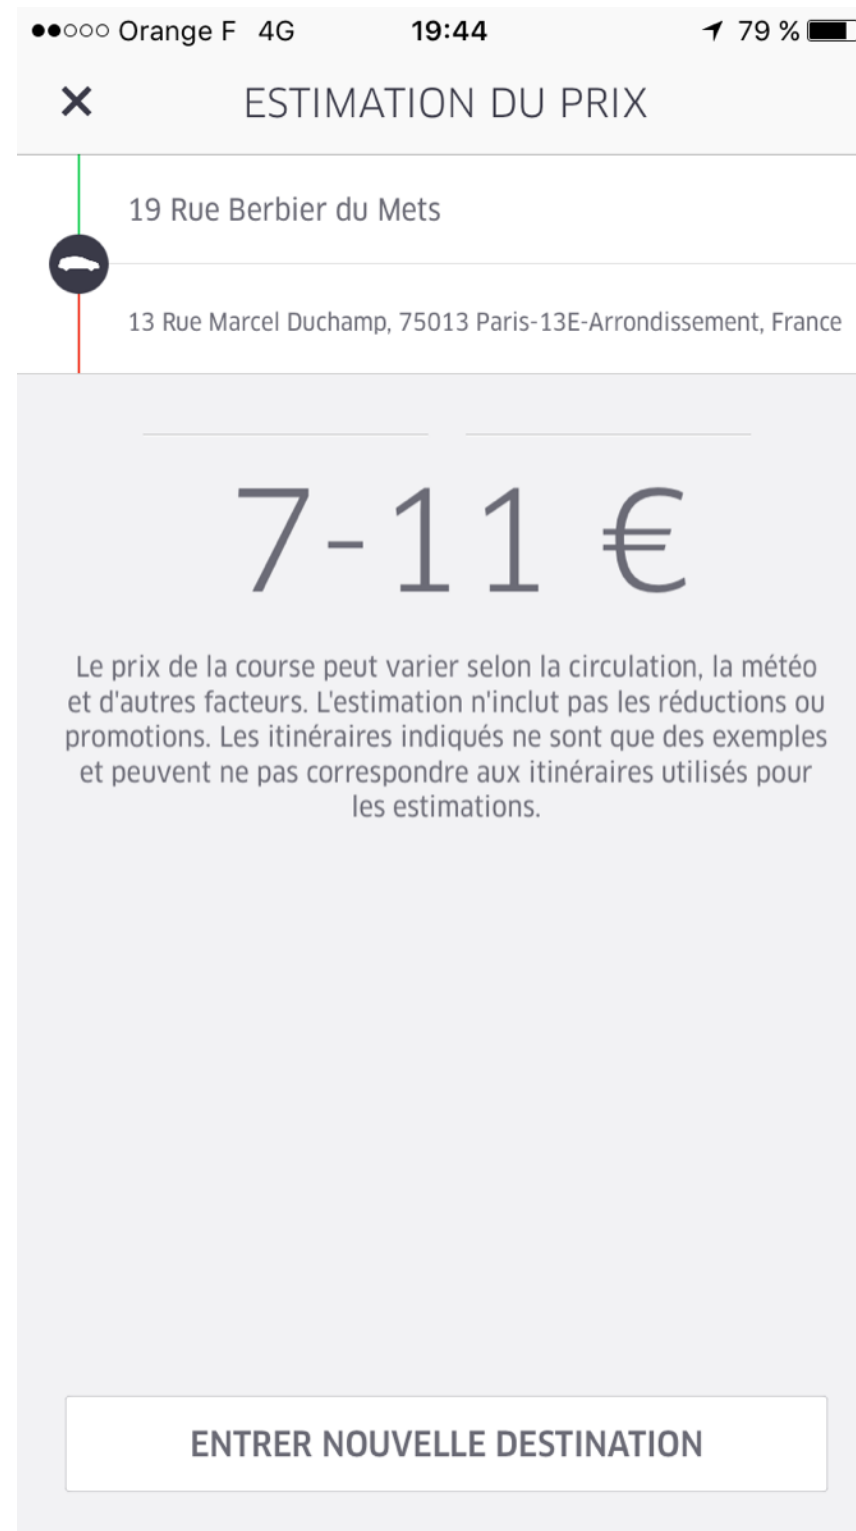 Orange F 4G 19:44 79 %
ESTIMATION DU PRIX
19 Rue Berbier du Mets
13 Rue Marcel Duchamp, 75013 Paris-13E-Arrondissement, France
7-11 €
Le prix de la course peut varier selon la circulation, la météo
et d'autres facteurs. L'estimation n'inclut pas les réductions ou
promotions. Les itinéraires indiqués ne sont que des exemples
et peuvent ne pas correspondre aux itinéraires utilisés pour
les estimations.
ENTRER NOUVELLE DESTINATION